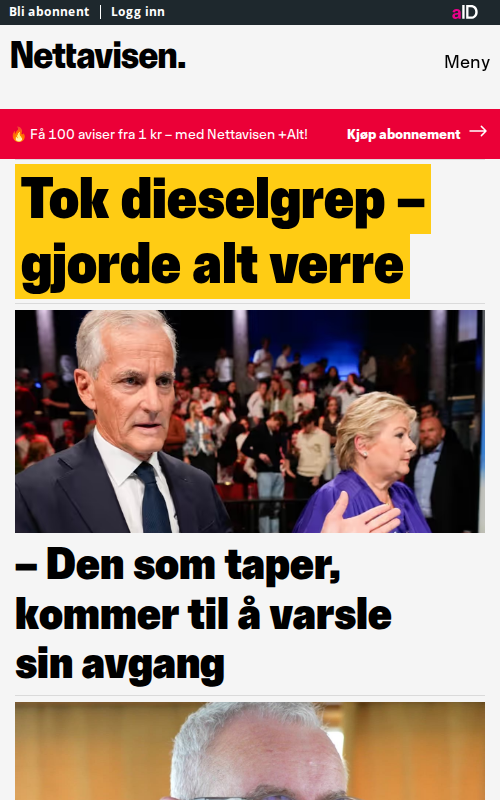 Bli abonnent
Logg inn
aID
Nettavisen.
Meny
🔥 Få 100 aviser fra 1 kr – med Nettavisen +Alt!
Kjøp abonnement →
Tok dieselgrep –
gjorde alt verre
– Den som taper,
kommer til å varsle
sin avgang